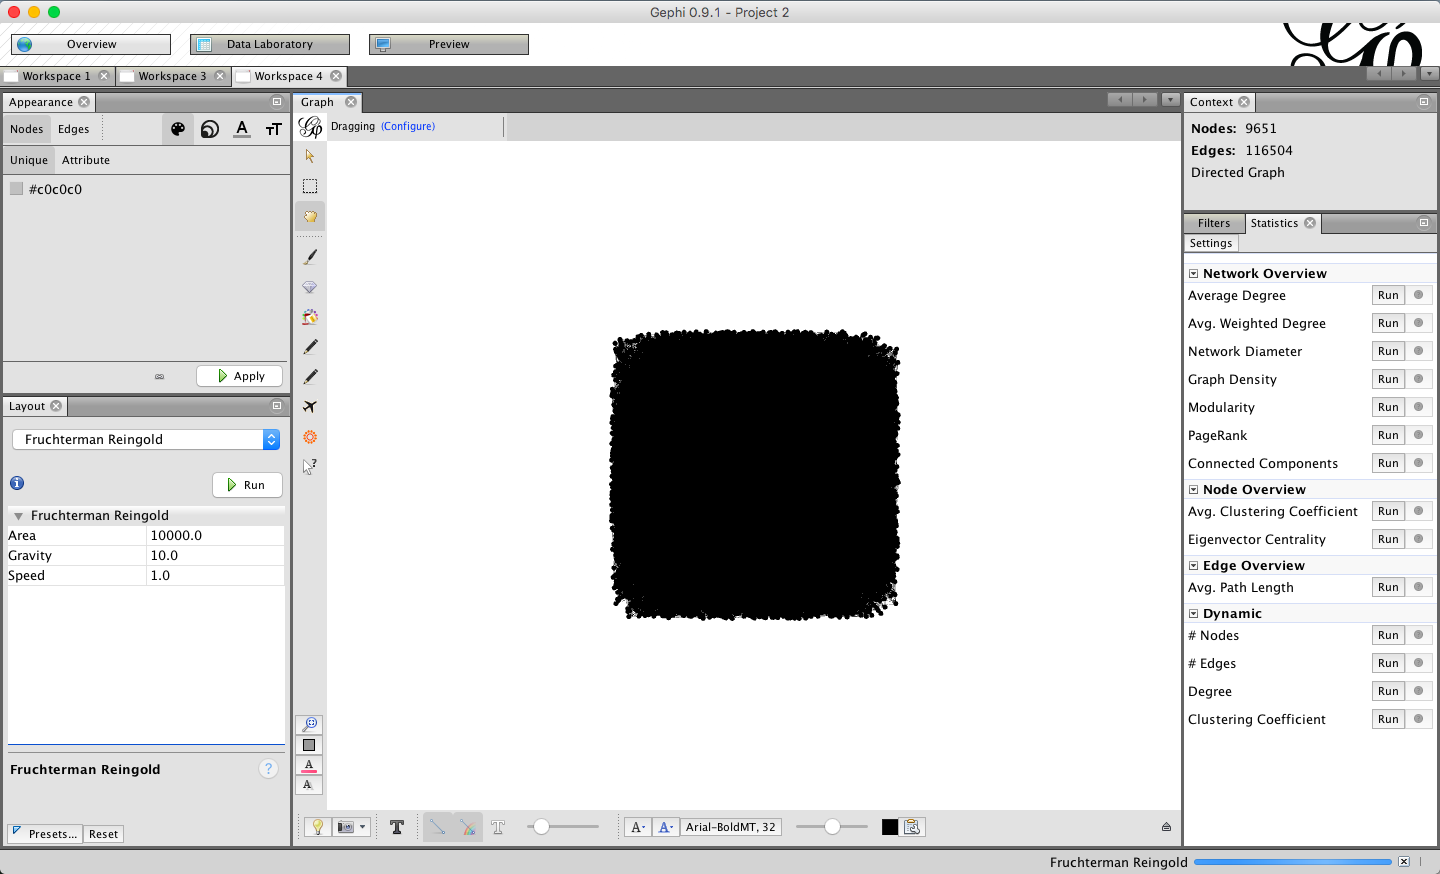 Gephi 0.9.1 - Project 2
Overview
Data Laboratory
Preview
Workspace 1
Workspace 3
Workspace 4
Appearance
Nodes
Edges
A
TT
Unique
Attribute
#c0c0c0
Apply
Layout
Fruchterman Reingold
Run
Fruchterman Reingold
Area 10000.0
Gravity 10.0
Speed 1.0
Fruchterman Reingold
?
Presets...
Reset
Graph
Dragging (Configure)
?
A
A
T
T
A-
A-
Arial-BoldMT, 32
Context
Nodes: 9651
Edges: 116504
Directed Graph
Filters
Statistics
Settings
Network Overview
Average Degree Run
Avg. Weighted Degree Run
Network Diameter Run
Graph Density Run
Modularity Run
PageRank Run
Connected Components Run
Node Overview
Avg. Clustering Coefficient Run
Eigenvector Centrality Run
Edge Overview
Avg. Path Length Run
Dynamic
# Nodes Run
# Edges Run
Degree Run
Clustering Coefficient Run
Fruchterman Reingold